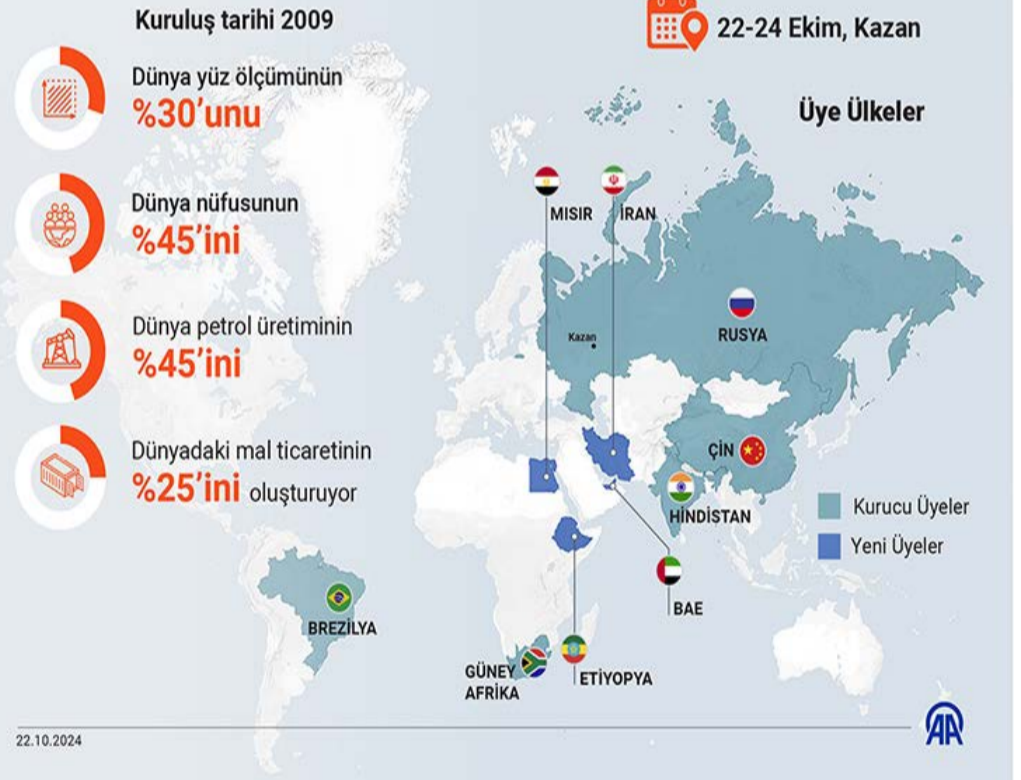 Kuruluş tarihi 2009
22-24 Ekim, Kazan
Dünya yüz ölçümünün
%30'unu
Dünya nüfusunun
%45'ini
Dünya petrol üretiminin
%45'ini
Dünyadaki mal ticaretinin
%25'ini oluşturuyor
Üye Ülkeler
MISIR
İRAN
RUSYA
Kazan
ÇİN
HİNDİSTAN
Kurucu Üyeler
Yeni Üyeler
BAE
BREZİLYA
GÜNEY
AFRİKA
ETİYOPYA
22.10.2024
AA